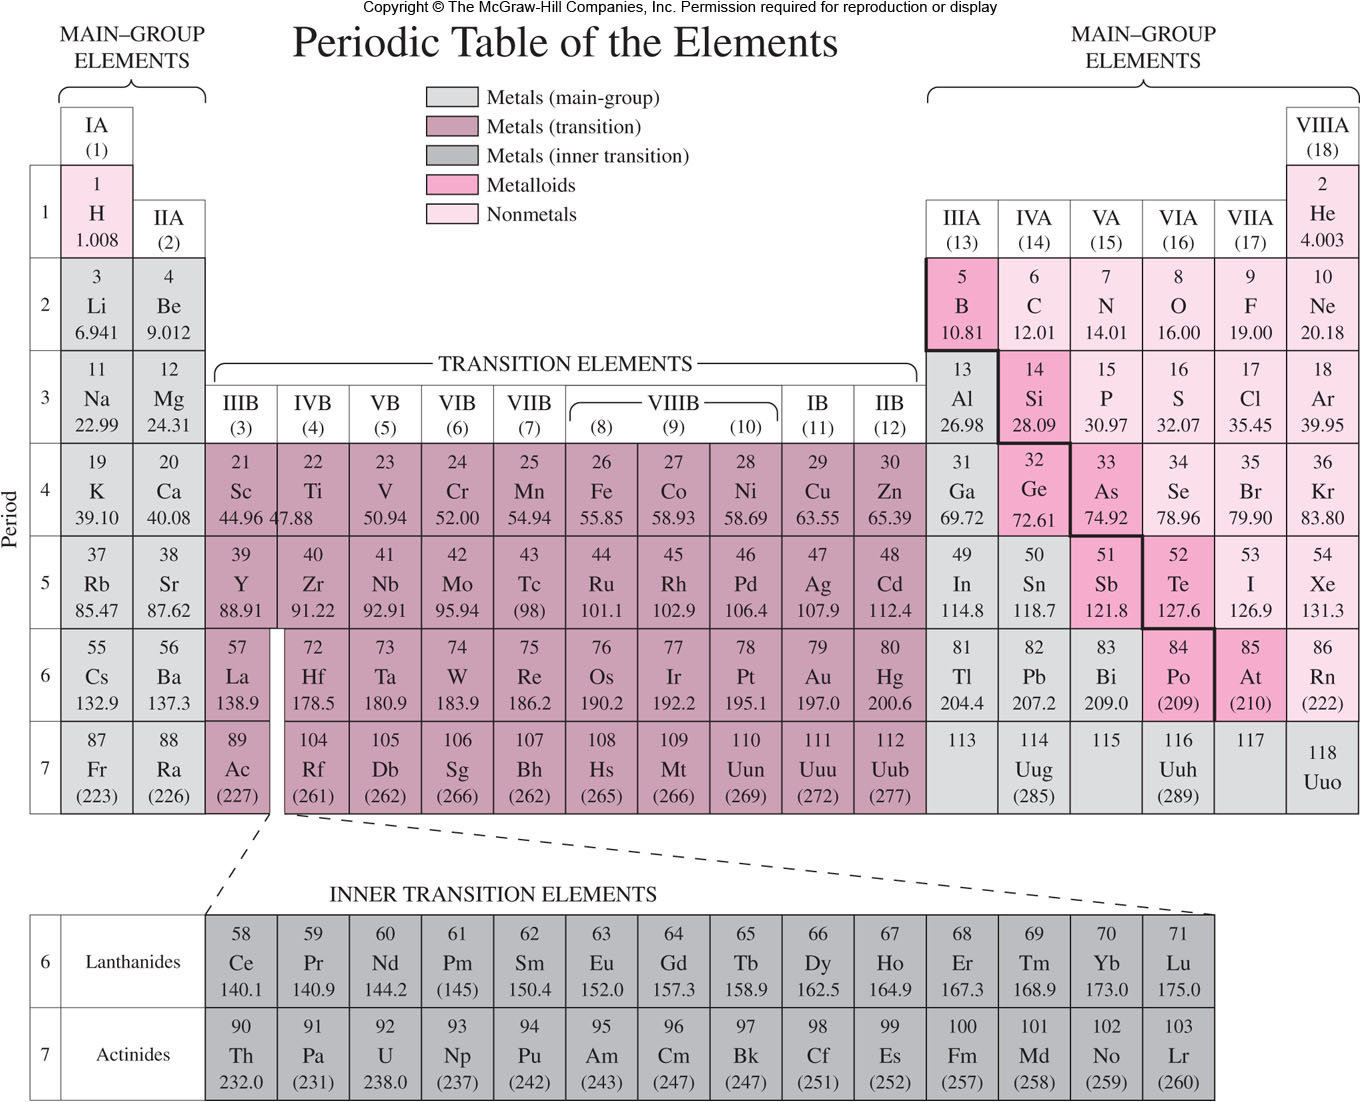 Copyright © The McGraw-Hill Companies, Inc. Permission required for reproduction or display
Periodic Table of the Elements
MAIN–GROUP
ELEMENTS
MAIN–GROUP
ELEMENTS
Metals (main-group)
Metals (transition)
Metals (inner transition)
Metalloids
Nonmetals
IA VIIIA
(1) (18)
1 2
1 H IIA IIIA IVA VA VIA VIIA He
1.008 (2) (13) (14) (15) (16) (17) 4.003
3 4 5 6 7 8 9 10
2 Li Be B C N O F Ne
6.941 9.012 10.81 12.01 14.01 16.00 19.00 20.18
TRANSITION ELEMENTS
11 12 13 14 15 16 17 18
3 Na Mg IIIB IVB VB VIB VIIB VIIIB IB IIB Al Si P S Cl Ar
22.99 24.31 (3) (4) (5) (6) (7) (8) (9) (10) (11) (12) 26.98 28.09 30.97 32.07 35.45 39.95
19 20 21 22 23 24 25 26 27 28 29 30 31 32 33 34 35 36
4 K Ca Sc Ti V Cr Mn Fe Co Ni Cu Zn Ga Ge As Se Br Kr
39.10 40.08 44.96 47.88 50.94 52.00 54.94 55.85 58.93 58.69 63.55 65.39 69.72 72.61 74.92 78.96 79.90 83.80
Period
37 38 39 40 41 42 43 44 45 46 47 48 49 50 51 52 53 54
5 Rb Sr Y Zr Nb Mo Tc Ru Rh Pd Ag Cd In Sn Sb Te I Xe
85.47 87.62 88.91 91.22 92.91 95.94 (98) 101.1 102.9 106.4 107.9 112.4 114.8 118.7 121.8 127.6 126.9 131.3
55 56 57 72 73 74 75 76 77 78 79 80 81 82 83 84 85 86
6 Cs Ba La Hf Ta W Re Os Ir Pt Au Hg Tl Pb Bi Po At Rn
132.9 137.3 138.9 178.5 180.9 183.9 186.2 190.2 192.2 195.1 197.0 200.6 204.4 207.2 209.0 (209) (210) (222)
87 88 89 104 105 106 107 108 109 110 111 112 113 114 115 116 117 118
7 Fr Ra Ac Rf Db Sg Bh Hs Mt Uun Uuu Uub Uug Uuh Uuo
(223) (226) (227) (261) (262) (266) (262) (265) (266) (269) (272) (277) (285) (289)
INNER TRANSITION ELEMENTS
58 59 60 61 62 63 64 65 66 67 68 69 70 71
6 Lanthanides Ce Pr Nd Pm Sm Eu Gd Tb Dy Ho Er Tm Yb Lu
140.1 140.9 144.2 (145) 150.4 152.0 157.3 158.9 162.5 164.9 167.3 168.9 173.0 175.0
90 91 92 93 94 95 96 97 98 99 100 101 102 103
7 Actinides Th Pa U Np Pu Am Cm Bk Cf Es Fm Md No Lr
232.0 (231) 238.0 (237) (242) (243) (247) (247) (251) (252) (257) (258) (259) (260)